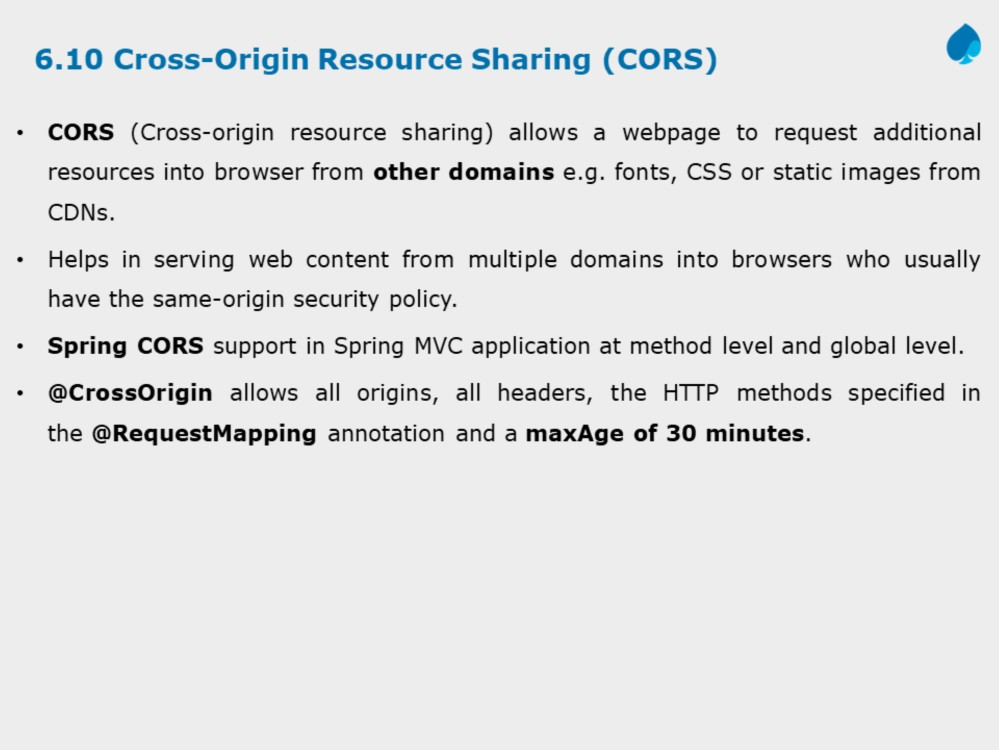 6.10 Cross-Origin Resource Sharing (CORS)
• CORS (Cross-origin resource sharing) allows a webpage to request additional
resources into browser from other domains e.g. fonts, CSS or static images from
CDNs.
• Helps in serving web content from multiple domains into browsers who usually
have the same-origin security policy.
• Spring CORS support in Spring MVC application at method level and global level.
• @CrossOrigin allows all origins, all headers, the HTTP methods specified in
the @RequestMapping annotation and a maxAge of 30 minutes.